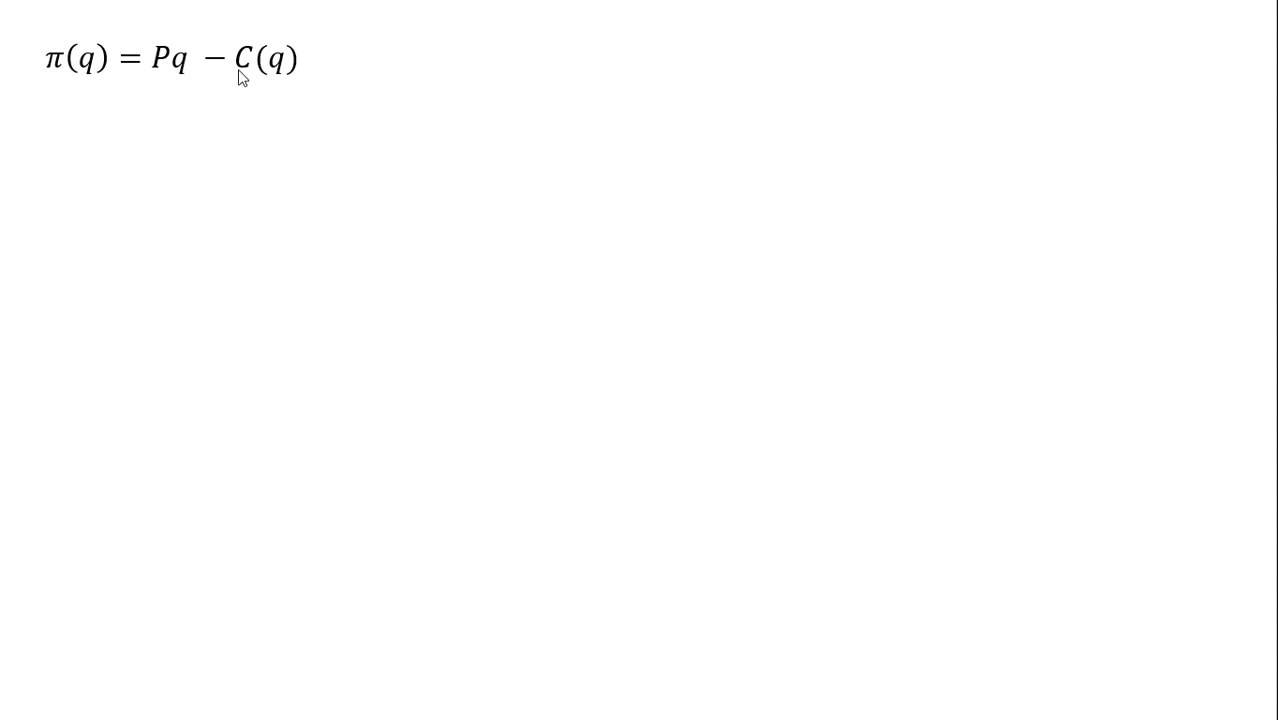 π(q) = Pq − C(q)